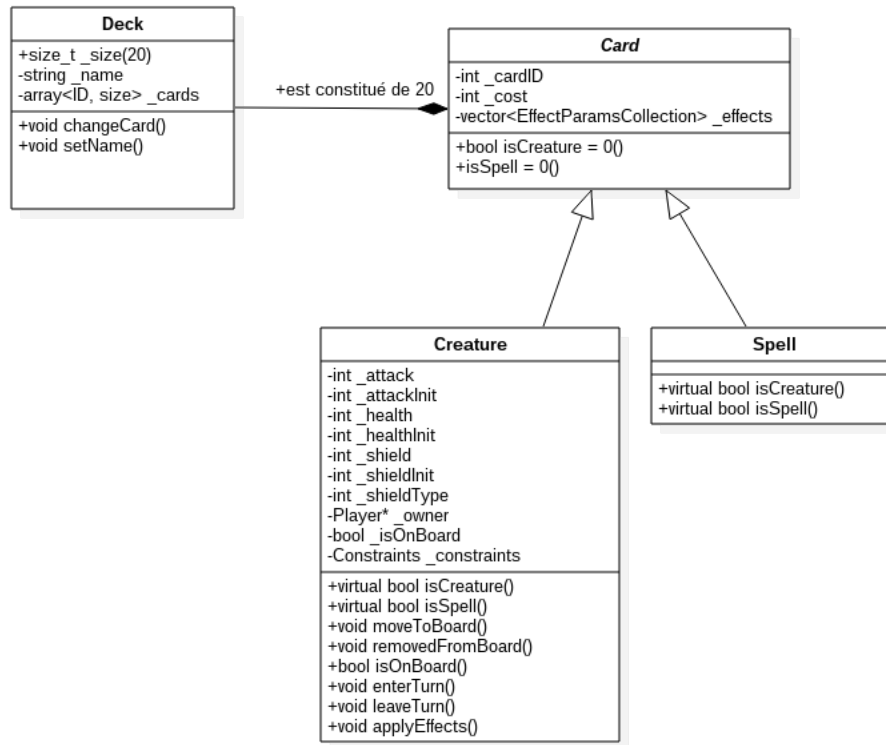 Deck
+size_t _size(20)
-string _name
-array<ID, size> _cards
+void changeCard()
+void setName()
+est constitué de 20
Card
-int _cardID
-int _cost
-vector<EffectParamsCollection> _effects
+bool isCreature = 0()
+isSpell = 0()
Creature
-int _attack
-int _attackInit
-int _health
-int _healthInit
-int _shield
-int _shieldInit
-int _shieldType
-Player* _owner
-bool _isOnBoard
-Constraints _constraints
+virtual bool isCreature()
+virtual bool isSpell()
+void moveToBoard()
+void removedFromBoard()
+bool isOnBoard()
+void enterTurn()
+void leaveTurn()
+void applyEffects()
Spell
+virtual bool isCreature()
+virtual bool isSpell()